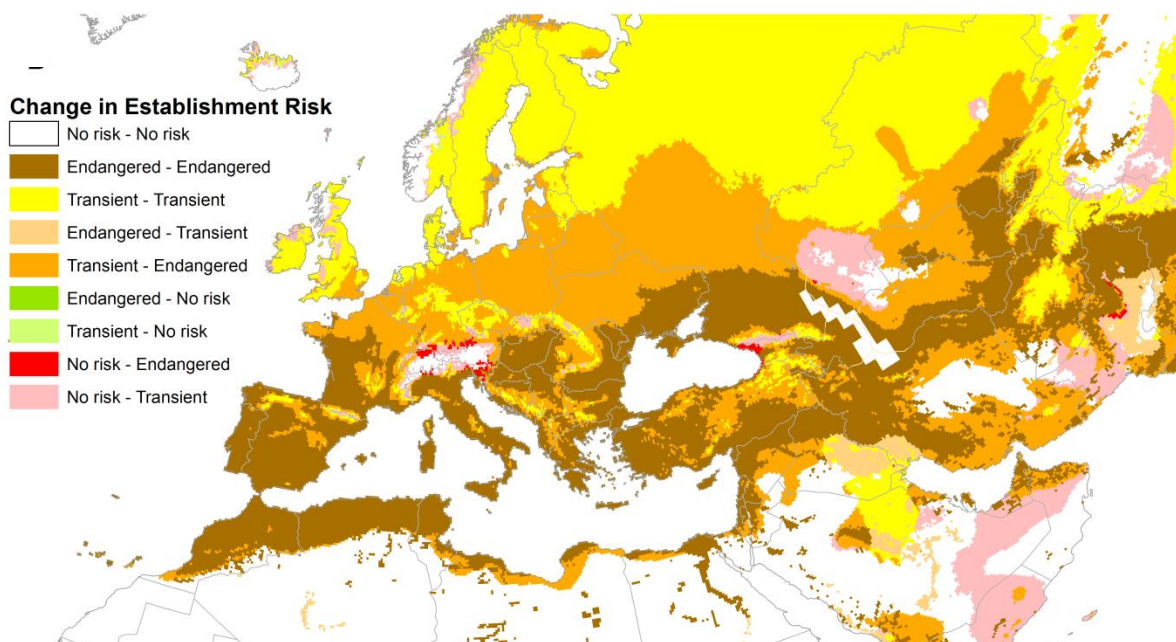 Change in Establishment Risk
No risk - No risk
Endangered - Endangered
Transient - Transient
Endangered - Transient
Transient - Endangered
Endangered - No risk
Transient - No risk
No risk - Endangered
No risk - Transient